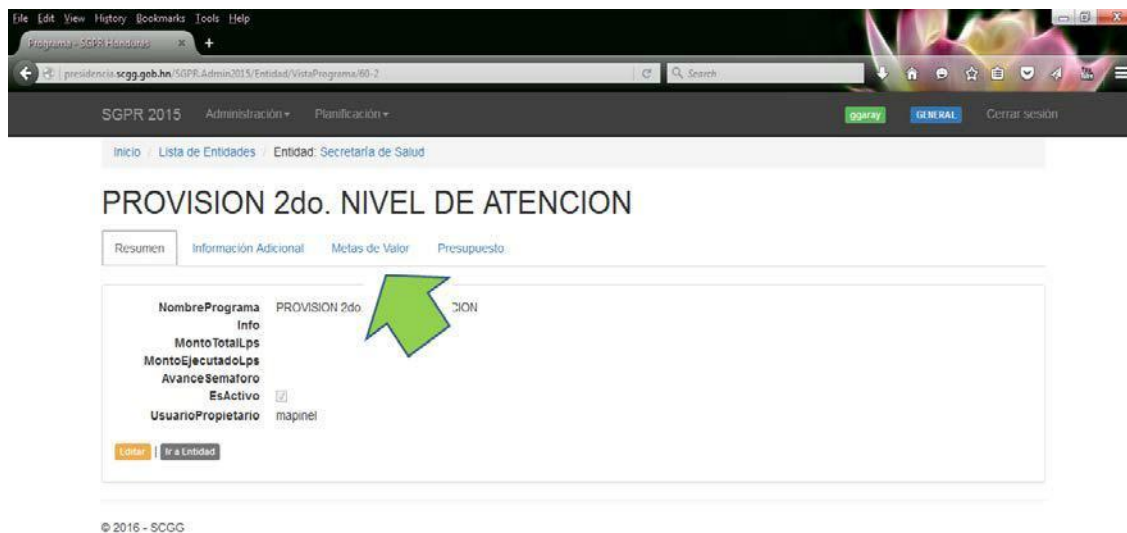 File Edit View History Bookmarks Tools Help
Programa - SGPR Honduras × +
presidencia.scgg.gob.hn/SGPR.Admin2015/Entidad/VistaPrograma/60-2 Search
SGPR 2015 Administración Planificación ggaray GENERAL Cerrar sesión
Inicio / Lista de Entidades / Entidad: Secretaría de Salud
PROVISION 2do. NIVEL DE ATENCION
Resumen Información Adicional Metas de Valor Presupuesto
NombrePrograma PROVISION 2do CION
Info
MontoTotalLps
MontoEjecutadoLps
AvanceSemaforo
EsActivo
UsuarioPropietario mapinel
Editar | Ir a Entidad
© 2016 - SCGG